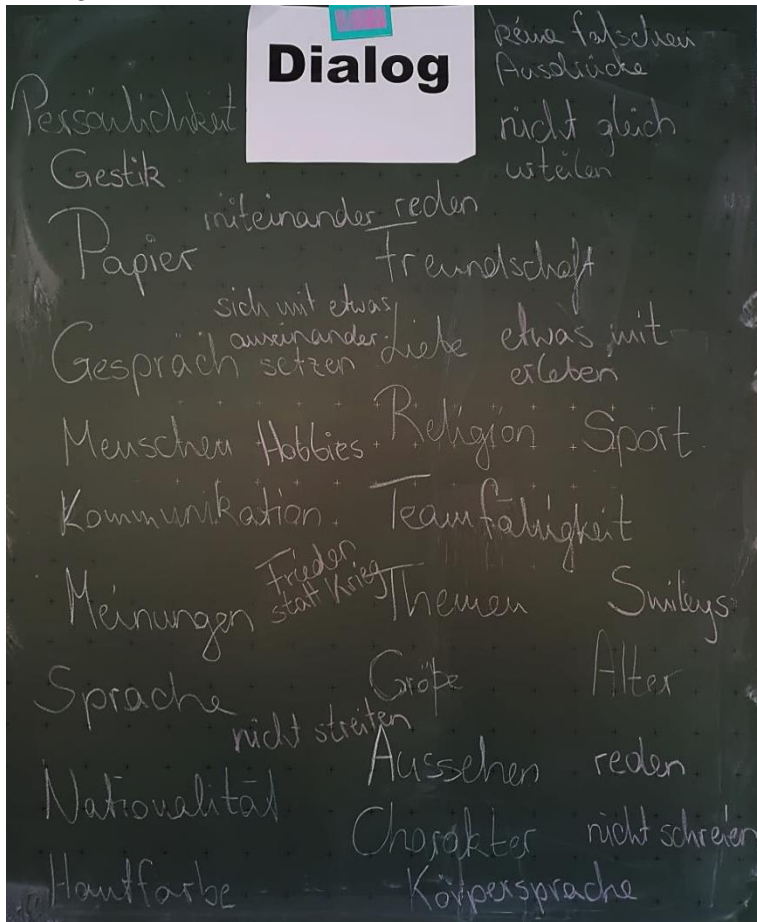 Dialog
keine falschen
Ausdrücke
Persönlichkeit
nicht gleich
urteilen
Gestik
miteinander reden
Papier
Freundschaft
sich mit etwas
auseinander-
setzen
Gespräch
Liebe
etwas mit-
erleben
Menschen
Hobbies
Religion
Sport
Kommunikation
Teamfähigkeit
Frieden
statt Krieg
Meinungen
Themen
Smileys
Sprache
Größe
Alter
nicht streiten
Aussehen
reden
Nationalität
Charakter
nicht schreien
Hautfarbe
Körpersprache